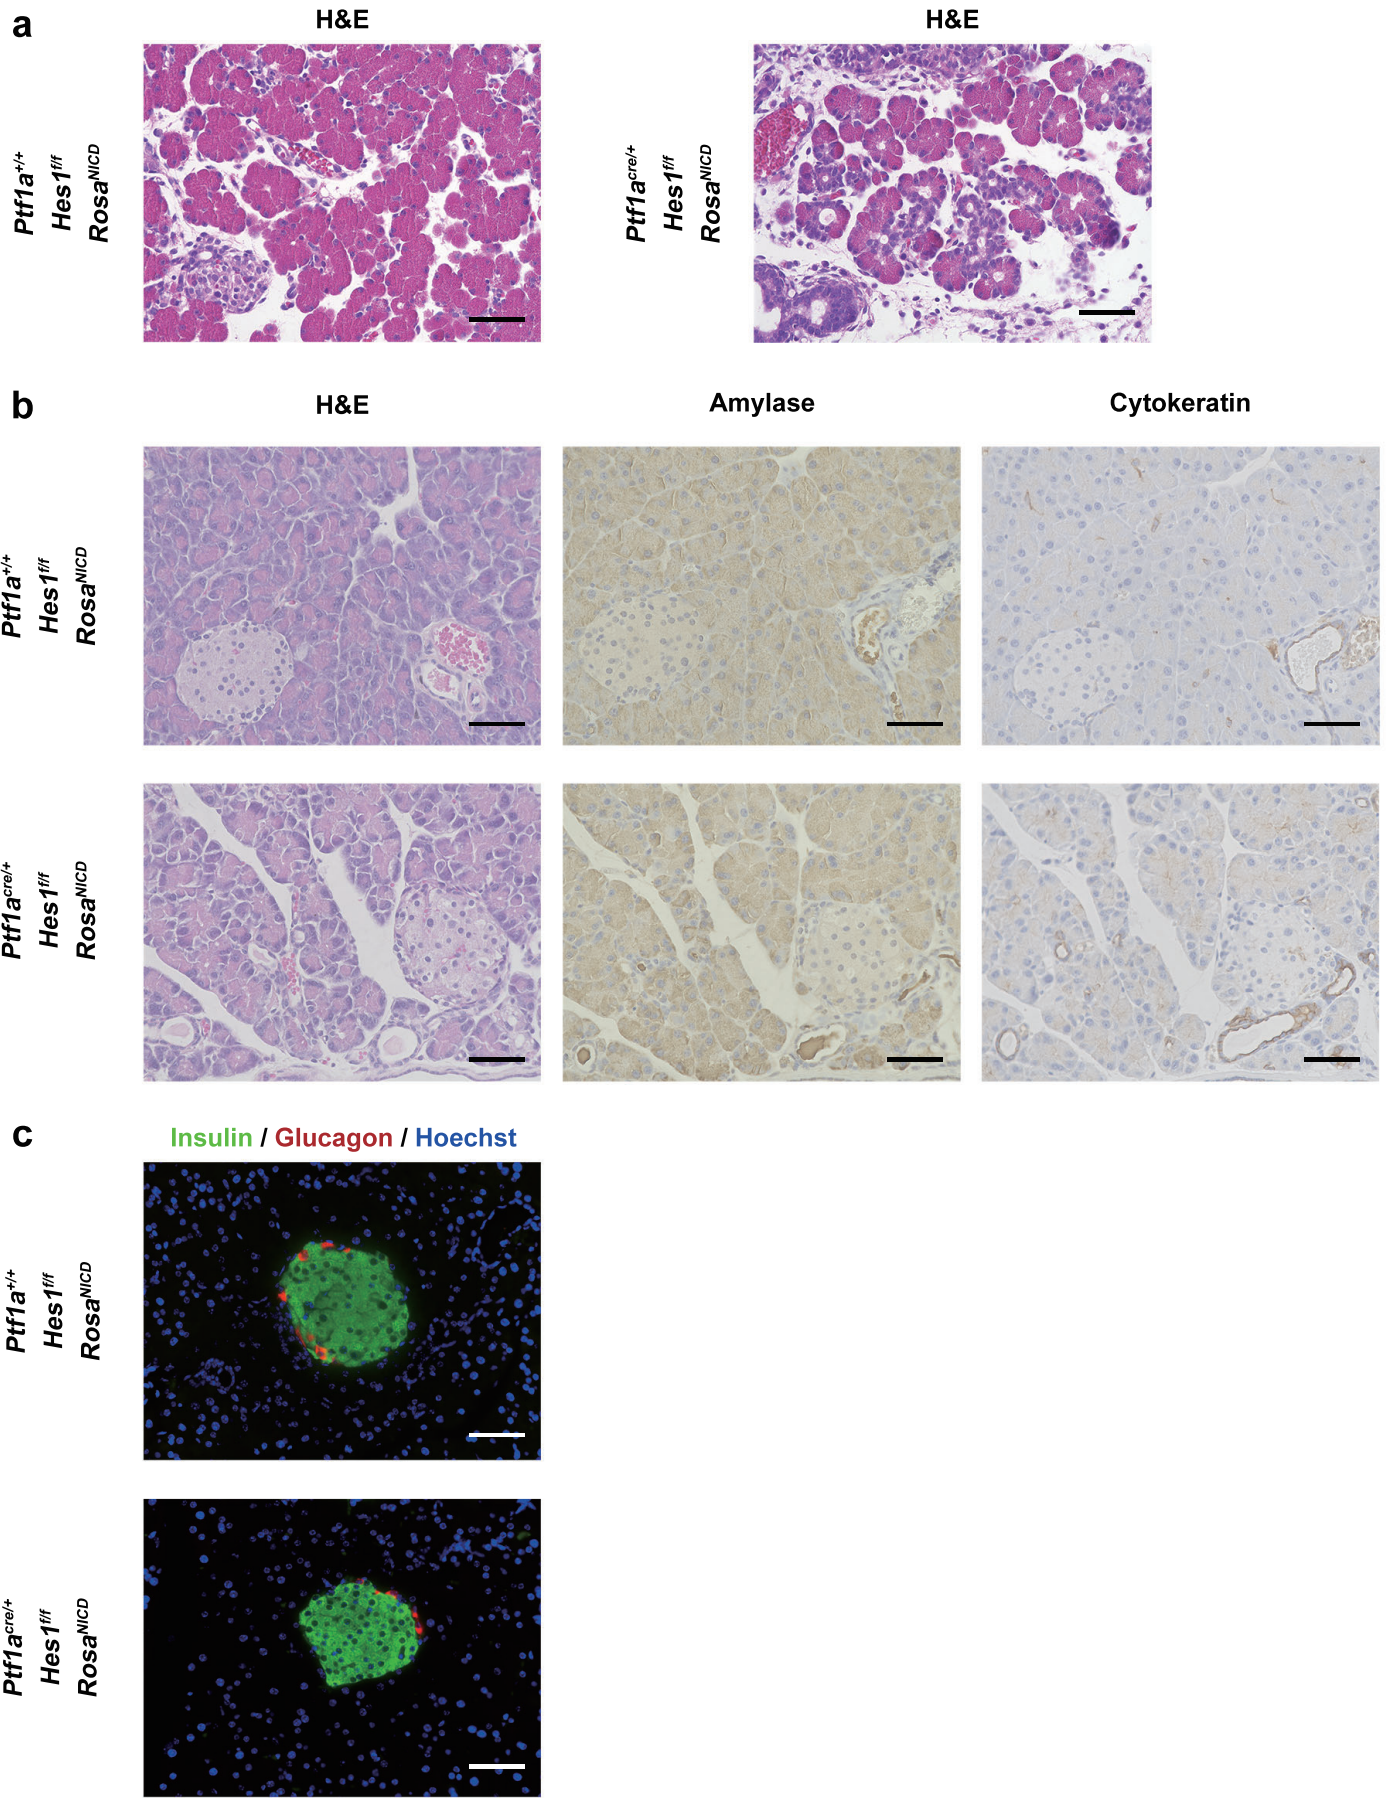 a
H&E
H&E
Ptf1a+/+
Hes1f/f
RosaNICD
Ptf1acre/+
Hes1f/f
RosaNICD
b
H&E
Amylase
Cytokeratin
Ptf1a+/+
Hes1f/f
RosaNICD
Ptf1acre/+
Hes1f/f
RosaNICD
c
Insulin / Glucagon / Hoechst
Ptf1a+/+
Hes1f/f
RosaNICD
Ptf1acre/+
Hes1f/f
RosaNICD